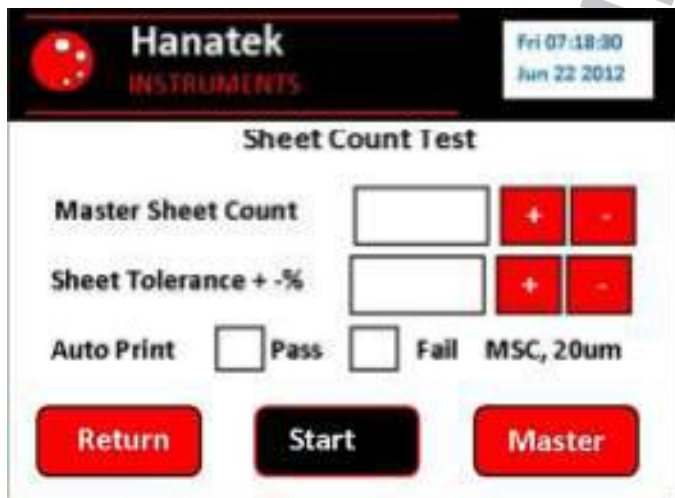 Hanatek
INSTRUMENTS
Fri 07:18:30
Jun 22 2012
Sheet Count Test
Master Sheet Count + -
Sheet Tolerance + -% + -
Auto Print Pass Fail MSC, 20um
Return Start Master